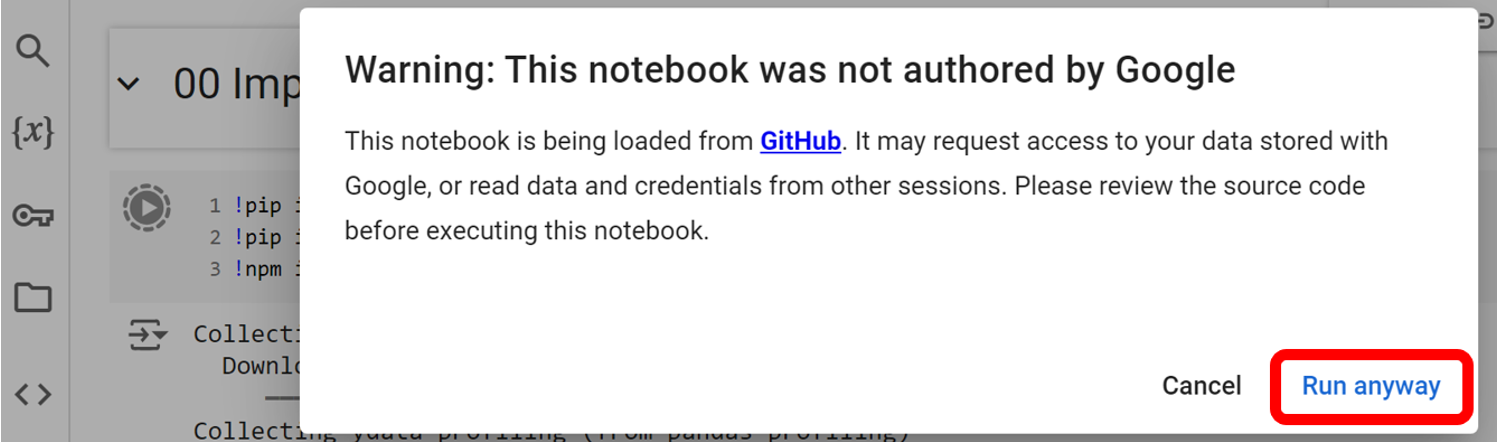 Warning: This notebook was not authored by Google
00 Imp
This notebook is being loaded from GitHub. It may request access to your data stored with
{x}
Google, or read data and credentials from other sessions. Please review the source code
before executing this notebook.
1 !pip i
2 !pip i
3 !npm i
Collecti
Downlo
Cancel Run anyway
Collecting ydata-profiling (from pandas-profiling)